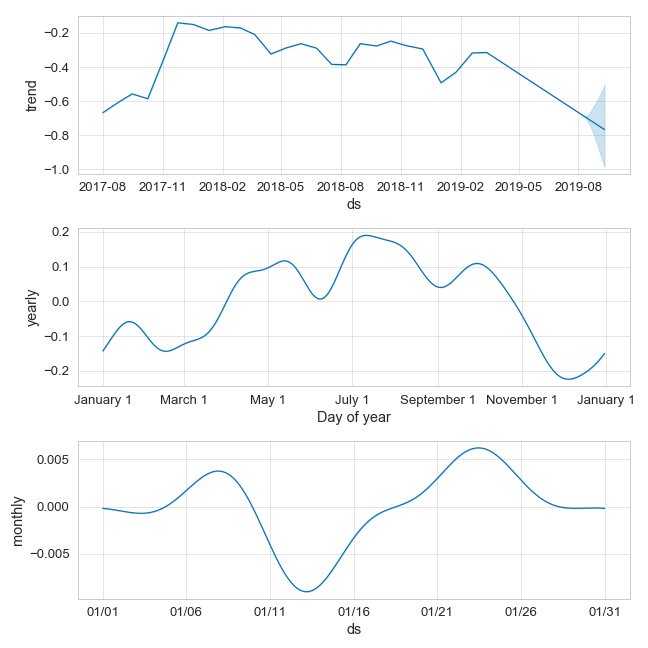 −0.2
−0.4
−0.6
−0.8
−1.0
trend
2017-08 2017-11 2018-02 2018-05 2018-08 2018-11 2019-02 2019-05 2019-08
ds
0.2
0.1
0.0
−0.1
−0.2
yearly
January 1 March 1 May 1 July 1 September 1 November 1 January 1
Day of year
0.005
0.000
−0.005
monthly
01/01 01/06 01/11 01/16 01/21 01/26 01/31
ds